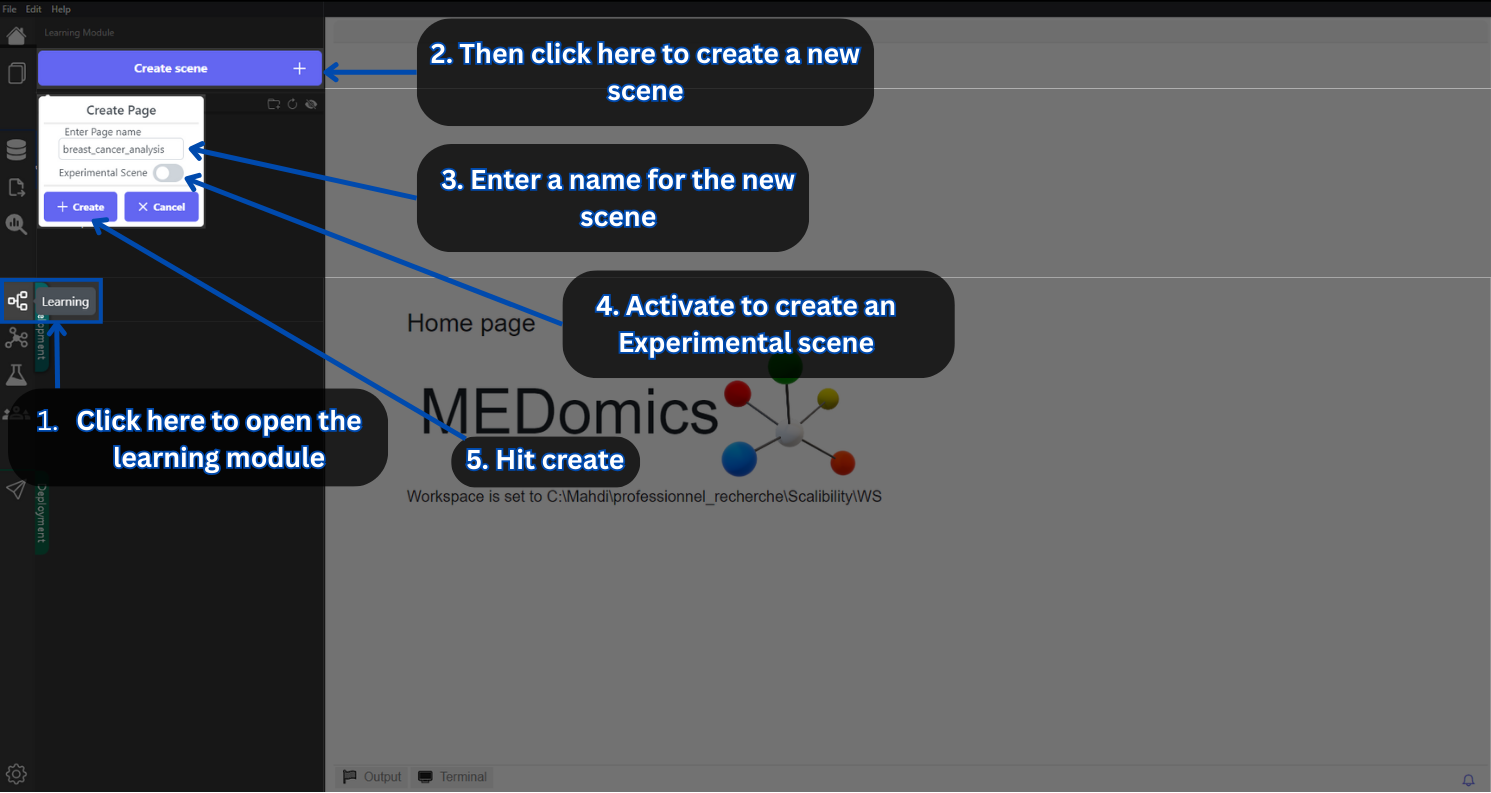 File Edit Help
Learning Module
Create scene
2. Then click here to create a new
scene
Create Page
Enter Page name
breast_cancer_analysis
Experimental Scene
Create
Cancel
3. Enter a name for the new
scene
Learning
4. Activate to create an
Experimental scene
Home page
MEDomics
1. Click here to open the
learning module
5. Hit create
Workspace is set to C:\Mahdi\professionnel_recherche\Scalibility\WS
Deployment
Output
Terminal